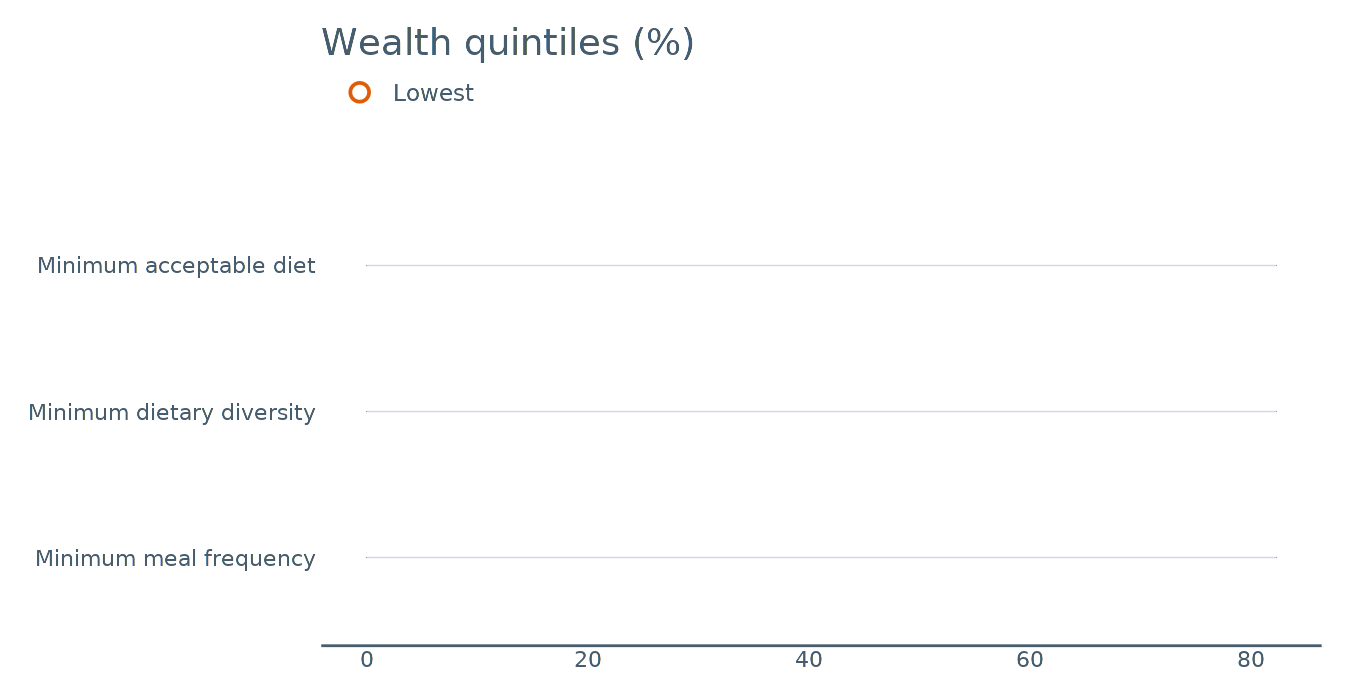 Wealth quintiles (%)
Lowest
Minimum acceptable diet
Minimum dietary diversity
Minimum meal frequency
0 20 40 60 80